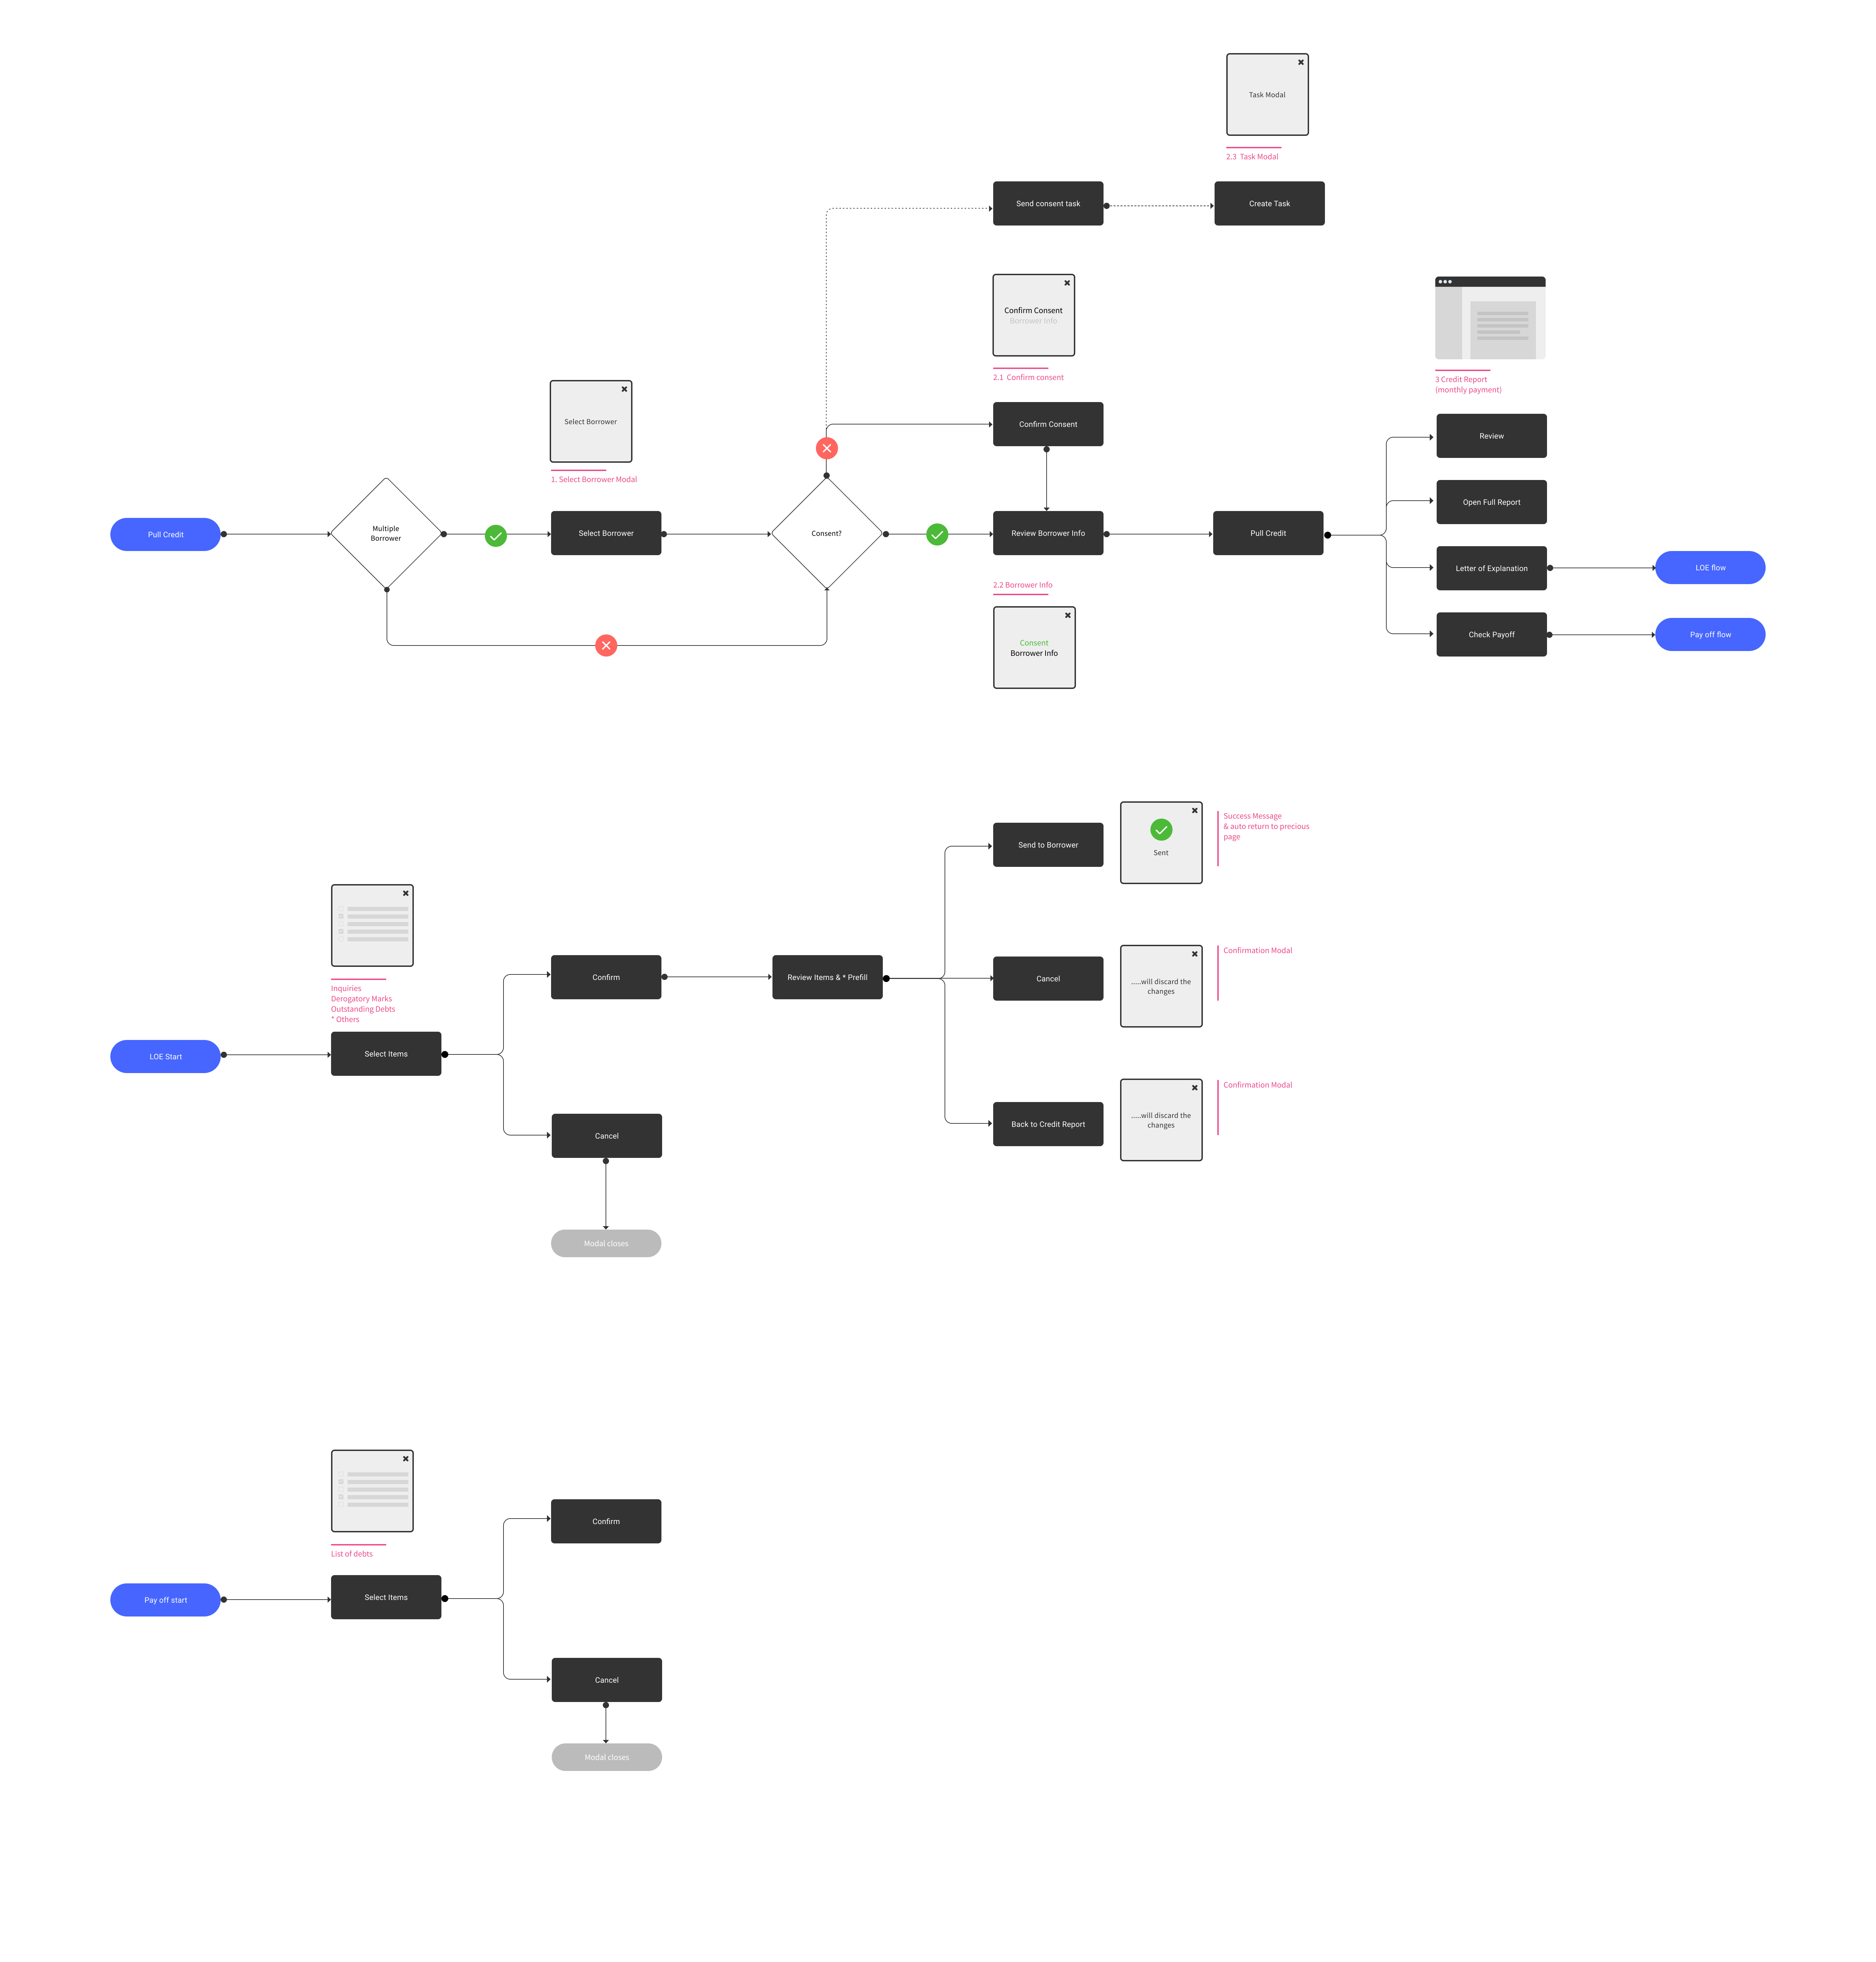 Task Modal
2.3 Task Modal
Send consent task
Create Task
Confirm Consent
Borrower Info
2.1 Confirm consent
3 Credit Report
(monthly payment)
Select Borrower
1. Select Borrower Modal
Confirm Consent
Review
Open Full Report
Pull Credit
Multiple
Borrower
Select Borrower
Consent?
Review Borrower Info
Pull Credit
Letter of Explanation
LOE flow
2.2 Borrower Info
Check Payoff
Pay off flow
Consent
Borrower Info
Send to Borrower
Sent
Success Message
& auto return to precious
page
Inquiries
Derogatory Marks
Outstanding Debts
* Others
Confirm
Review Items & * Prefill
Cancel
.....will discard the
changes
Confirmation Modal
LOE Start
Select Items
Cancel
Back to Credit Report
.....will discard the
changes
Confirmation Modal
Modal closes
List of debts
Confirm
Pay off start
Select Items
Cancel
Modal closes